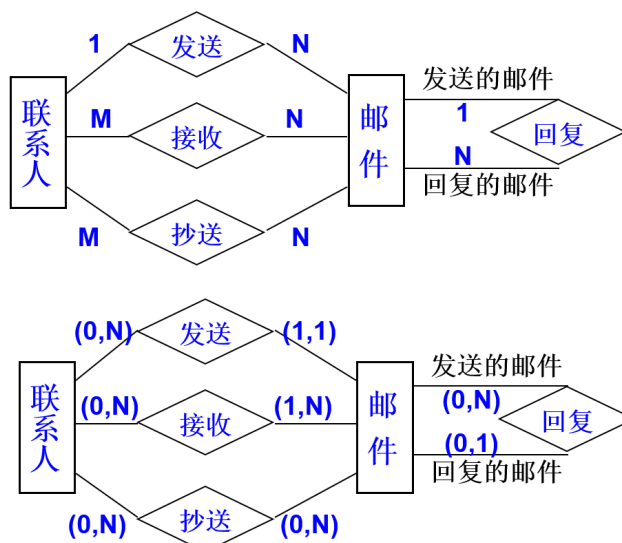 1 发送 N
联系人
M 接收 N
邮件
M 抄送 N
发送的邮件
1
回复
N
回复的邮件
(0,N) 发送 (1,1)
联系人
(0,N) 接收 (1,N)
邮件
(0,N) 抄送 (0,N)
发送的邮件
(0,N)
回复
(0,1)
回复的邮件